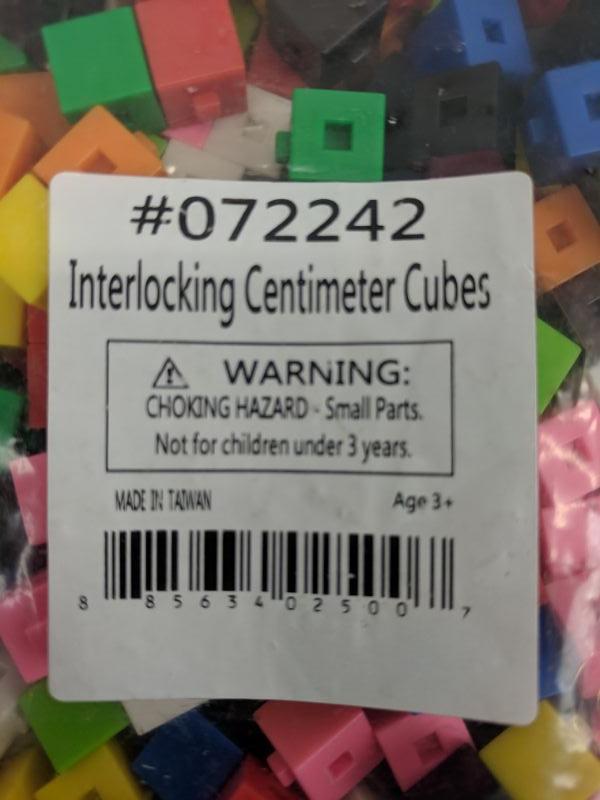 #072242
Interlocking Centimeter Cubes
WARNING:
CHOKING HAZARD - Small Parts.
Not for children under 3 years.
MADE IN TAIWAN Age 3+
8 85634 02500 7